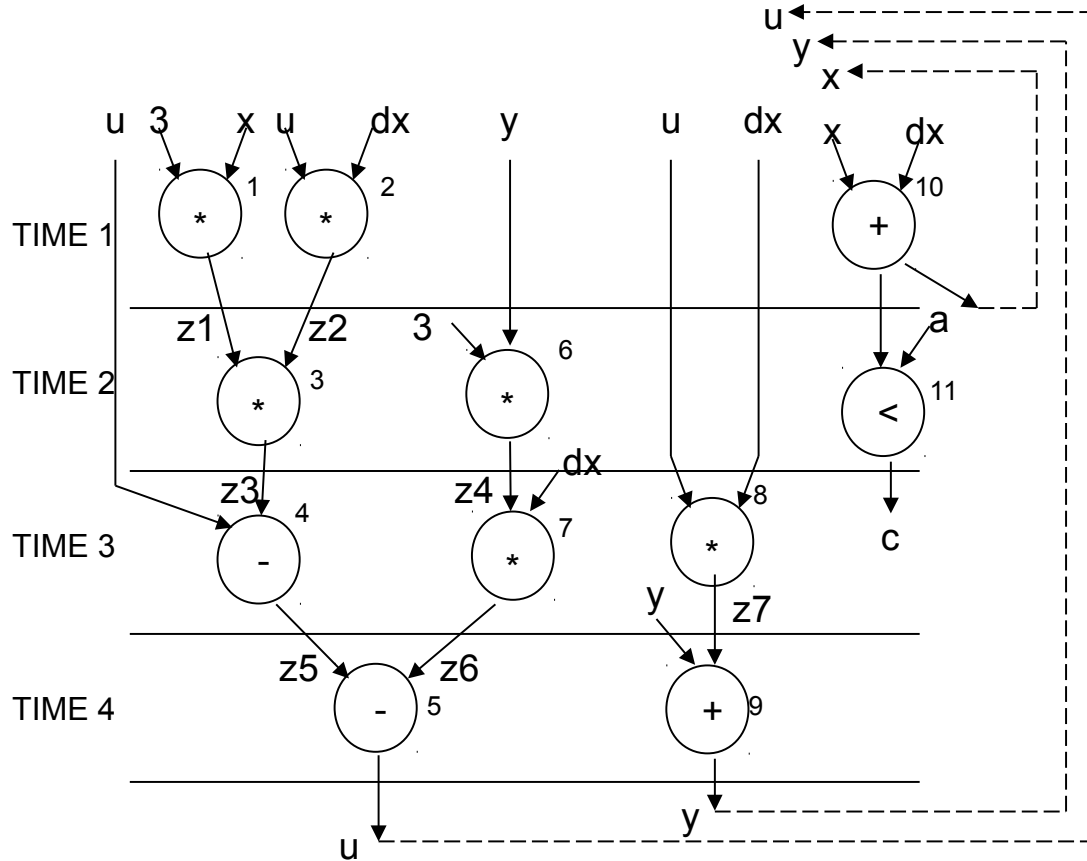 u
y
x
u 3 x u dx y u dx x dx
1 2 10
* * +
TIME 1
z1 z2 3 a
6
TIME 2 3 11
* * <
z3 z4 dx
4 7 8
TIME 3 - * * c
y z7
z5 z6
TIME 4 - 5 + 9
u y